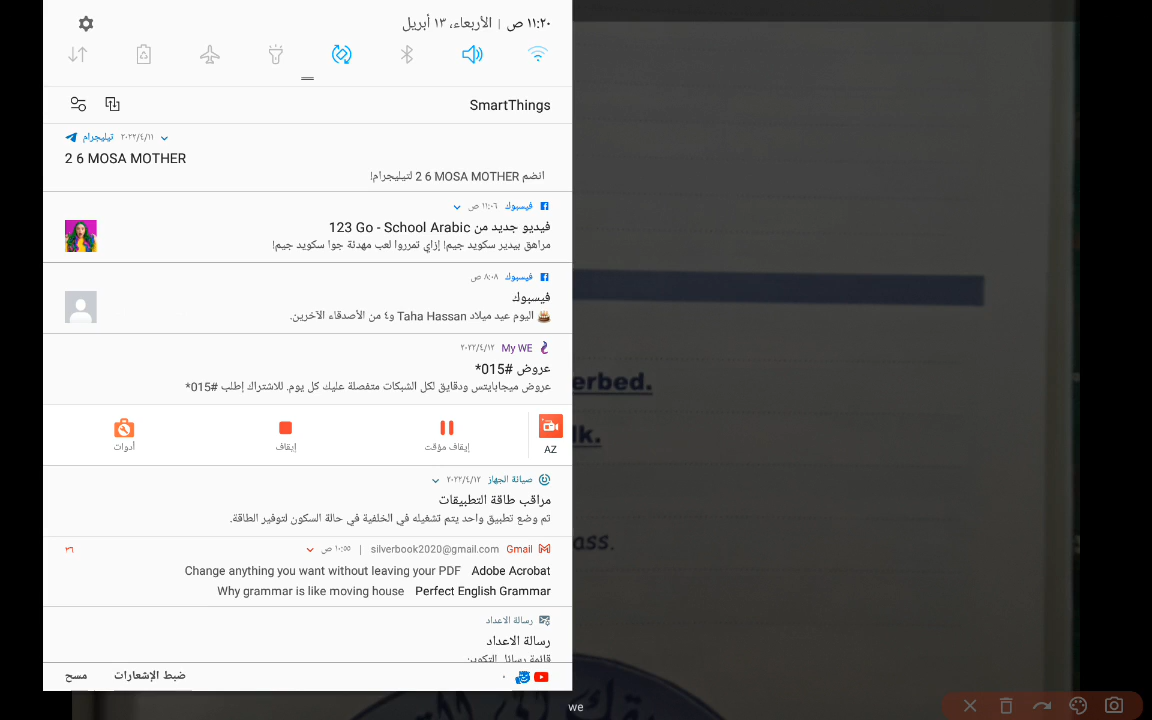 ١١:٢٠ ص | الأربعاء، ١٣ أبريل
SmartThings
تيليجرام ٢٠٢٢/٤/١١
2 6 MOSA MOTHER
انضم 2 6 MOSA MOTHER لتيليجرام!
فيسبوك ١١:٠٦ ص
فيديو جديد من 123 Go - School Arabic
مراهق بيدير سكويد جيم! إزاي تمرروا لعب مهدئة جوا سكويد جيم!
فيسبوك ٨:٠٨ ص
فيسبوك
🎂 اليوم عيد ميلاد Taha Hassan و٤ من الأصدقاء الآخرين.
My WE ٢٠٢٢/٤/١٢
عروض #015*
عروض ميجابايتس ودقايق لكل الشبكات متفصلة عليك كل يوم. للاشتراك إطلب #015*
AZ
إيقاف مؤقت
إيقاف
أدوات
صيانة الجهاز ٢٠٢٢/٤/١٢
مراقب طاقة التطبيقات
تم وضع تطبيق واحد يتم تشغيله في الخلفية في حالة السكون لتوفير الطاقة.
Gmail silverbook2020@gmail.com | ١٠:٥٥ ص ٣٦
Adobe Acrobat Change anything you want without leaving your PDF
Perfect English Grammar Why grammar is like moving house
رسالة الاعداد
رسالة الاعداد
قائمة رسائل التكوين
ضبط الإشعارات
مسح
erbed.
lk.
ass.
we